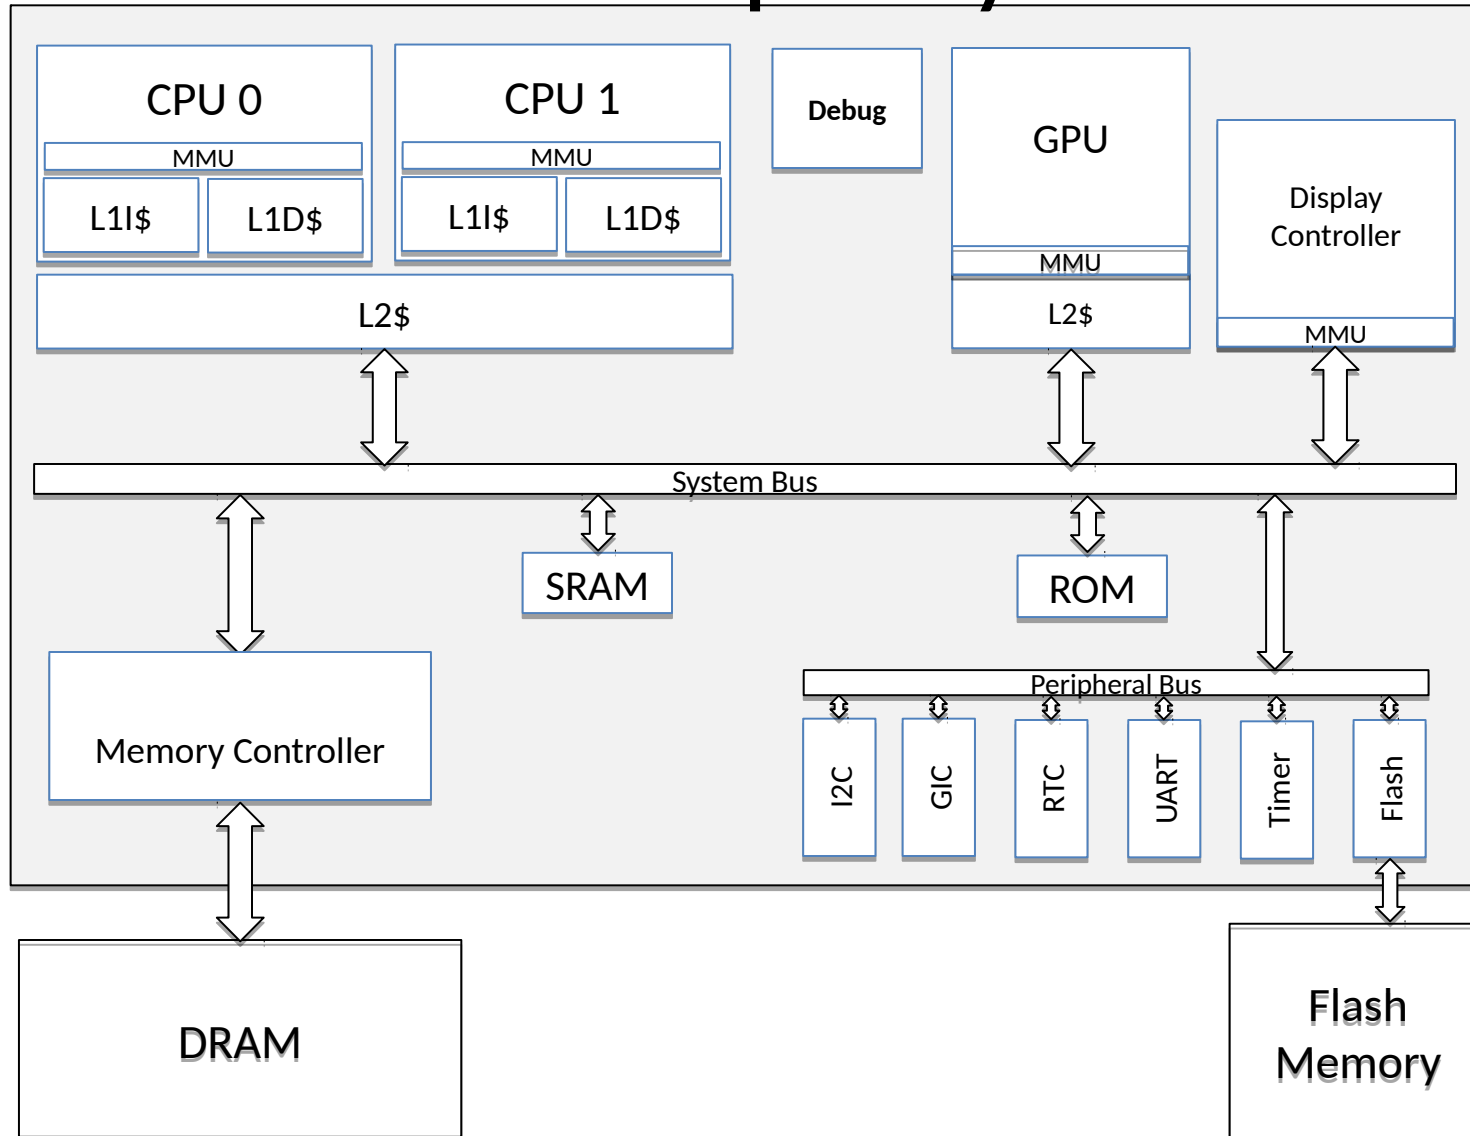 CPU 0
MMU
L1I$
L1D$
CPU 1
MMU
L1I$
L1D$
L2$
Debug
GPU
MMU
L2$
Display
Controller
MMU
System Bus
SRAM
ROM
Memory Controller
Peripheral Bus
I2C
GIC
RTC
UART
Timer
Flash
DRAM
Flash
Memory